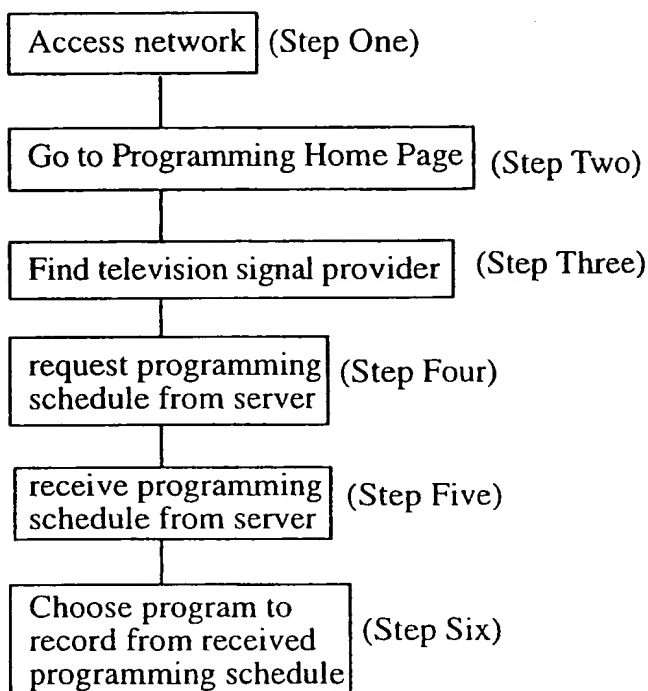 Access network (Step One)
Go to Programming Home Page (Step Two)
Find television signal provider (Step Three)
request programming
schedule from server
(Step Four)
receive programming
schedule from server
(Step Five)
Choose program to
record from received
programming schedule
(Step Six)